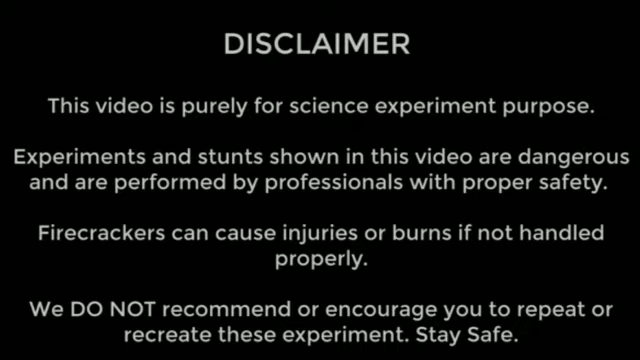 DISCLAIMER
This video is purely for science experiment purpose.
Experiments and stunts shown in this video are dangerous
and are performed by professionals with proper safety.
Firecrackers can cause injuries or burns if not handled
properly.
We DO NOT recommend or encourage you to repeat or
recreate these experiment. Stay Safe.